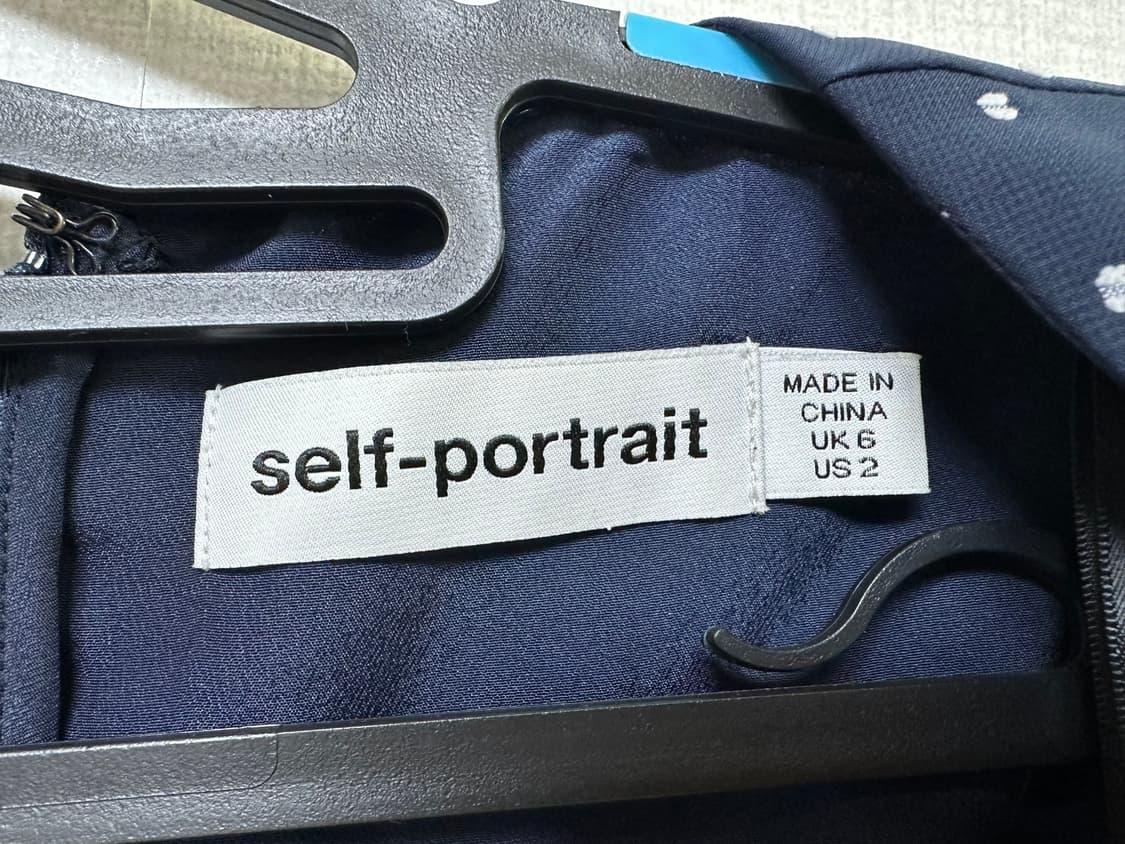 self-portrait
MADE IN
CHINA
UK 6
US 2